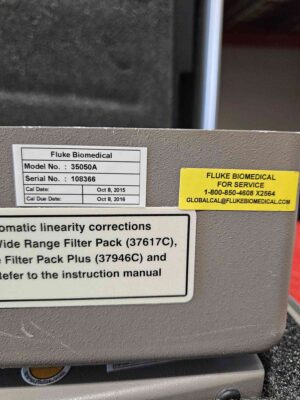 Fluke Biomedical
Model No. : 35050A
Serial No. : 108366
Cal Date: Oct 8, 2015
Cal Due Date: Oct 8, 2016
FLUKE BIOMEDICAL
FOR SERVICE
1-800-850-4608 X2564
GLOBALCAL@FLUKEBIOMEDICAL.COM
omatic linearity corrections
Wide Range Filter Pack (37617C),
Filter Pack Plus (37946C) and
Refer to the instruction manual